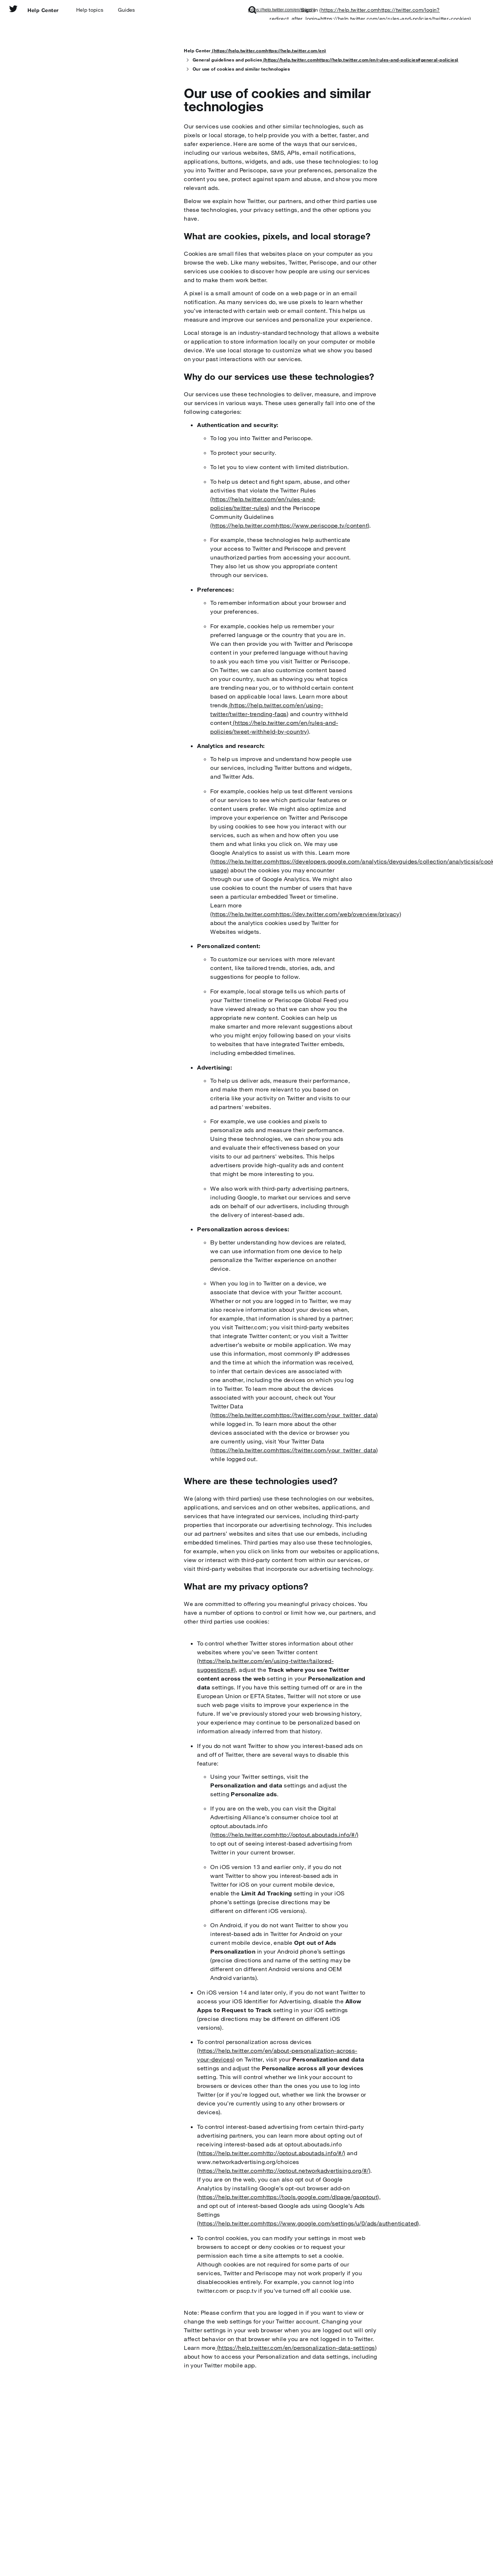 Help Center
Help topics
Guides
Sign in (https://help.twitter.comhttps://twitter.com/login?
redirect_after_login=https://help.twitter.com/en/rules-and-policies/twitter-cookies)
Help Center (https://help.twitter.comhttps://help.twitter.com/en)
General guidelines and policies (https://help.twitter.comhttps://help.twitter.com/en/rules-and-policies#general-policies)
Our use of cookies and similar technologies
Our use of cookies and similar
technologies
Our services use cookies and other similar technologies, such as
pixels or local storage, to help provide you with a better, faster, and
safer experience. Here are some of the ways that our services,
including our various websites, SMS, APIs, email notifications,
applications, buttons, widgets, and ads, use these technologies: to log
you into Twitter and Periscope, save your preferences, personalize the
content you see, protect against spam and abuse, and show you more
relevant ads.
Below we explain how Twitter, our partners, and other third parties use
these technologies, your privacy settings, and the other options you
have.
What are cookies, pixels, and local storage?
Cookies are small files that websites place on your computer as you
browse the web. Like many websites, Twitter, Periscope, and our other
services use cookies to discover how people are using our services
and to make them work better.
A pixel is a small amount of code on a web page or in an email
notification. As many services do, we use pixels to learn whether
you've interacted with certain web or email content. This helps us
measure and improve our services and personalize your experience.
Local storage is an industry-standard technology that allows a website
or application to store information locally on your computer or mobile
device. We use local storage to customize what we show you based
on your past interactions with our services.
Why do our services use these technologies?
Our services use these technologies to deliver, measure, and improve
our services in various ways. These uses generally fall into one of the
following categories:
• Authentication and security:
To log you into Twitter and Periscope.
To protect your security.
To let you to view content with limited distribution.
To help us detect and fight spam, abuse, and other
activities that violate the Twitter Rules
(https://help.twitter.com/en/rules-and-
policies/twitter-rules) and the Periscope
Community Guidelines
(https://help.twitter.comhttps://www.periscope.tv/content).
For example, these technologies help authenticate
your access to Twitter and Periscope and prevent
unauthorized parties from accessing your account.
They also let us show you appropriate content
through our services.
• Preferences:
To remember information about your browser and
your preferences.
For example, cookies help us remember your
preferred language or the country that you are in.
We can then provide you with Twitter and Periscope
content in your preferred language without having
to ask you each time you visit Twitter or Periscope.
On Twitter, we can also customize content based
on your country, such as showing you what topics
are trending near you, or to withhold certain content
based on applicable local laws. Learn more about
trends (https://help.twitter.com/en/using-
twitter/twitter-trending-faqs) and country withheld
content (https://help.twitter.com/en/rules-and-
policies/tweet-withheld-by-country).
• Analytics and research:
To help us improve and understand how people use
our services, including Twitter buttons and widgets,
and Twitter Ads.
For example, cookies help us test different versions
of our services to see which particular features or
content users prefer. We might also optimize and
improve your experience on Twitter and Periscope
by using cookies to see how you interact with our
services, such as when and how often you use
them and what links you click on. We may use
Google Analytics to assist us with this. Learn more
(https://help.twitter.comhttps://developers.google.com/analytics/devguides/collection/analyticsjs/cook
usage) about the cookies you may encounter
through our use of Google Analytics. We might also
use cookies to count the number of users that have
seen a particular embedded Tweet or timeline.
Learn more
(https://help.twitter.comhttps://dev.twitter.com/web/overview/privacy)
about the analytics cookies used by Twitter for
Websites widgets.
• Personalized content:
To customize our services with more relevant
content, like tailored trends, stories, ads, and
suggestions for people to follow.
For example, local storage tells us which parts of
your Twitter timeline or Periscope Global Feed you
have viewed already so that we can show you the
appropriate new content. Cookies can help us
make smarter and more relevant suggestions about
who you might enjoy following based on your visits
to websites that have integrated Twitter embeds,
including embedded timelines.
• Advertising:
To help us deliver ads, measure their performance,
and make them more relevant to you based on
criteria like your activity on Twitter and visits to our
ad partners' websites.
For example, we use cookies and pixels to
personalize ads and measure their performance.
Using these technologies, we can show you ads
and evaluate their effectiveness based on your
visits to our ad partners' websites. This helps
advertisers provide high-quality ads and content
that might be more interesting to you.
We also work with third-party advertising partners,
including Google, to market our services and serve
ads on behalf of our advertisers, including through
the delivery of interest-based ads.
• Personalization across devices:
By better understanding how devices are related,
we can use information from one device to help
personalize the Twitter experience on another
device.
When you log in to Twitter on a device, we
associate that device with your Twitter account.
Whether or not you are logged in to Twitter, we may
also receive information about your devices when,
for example, that information is shared by a partner;
you visit Twitter.com; you visit third-party websites
that integrate Twitter content; or you visit a Twitter
advertiser's website or mobile application. We may
use this information, most commonly IP addresses
and the time at which the information was received,
to infer that certain devices are associated with
one another, including the devices on which you log
in to Twitter. To learn more about the devices
associated with your account, check out Your
Twitter Data
(https://help.twitter.comhttps://twitter.com/your_twitter_data)
while logged in. To learn more about the other
devices associated with the device or browser you
are currently using, visit Your Twitter Data
(https://help.twitter.comhttps://twitter.com/your_twitter_data)
while logged out.
Where are these technologies used?
We (along with third parties) use these technologies on our websites,
applications, and services and on other websites, applications, and
services that have integrated our services, including third-party
properties that incorporate our advertising technology. This includes
our ad partners' websites and sites that use our embeds, including
embedded timelines. Third parties may also use these technologies,
for example, when you click on links from our websites or applications,
view or interact with third-party content from within our services, or
visit third-party websites that incorporate our advertising technology.
What are my privacy options?
We are committed to offering you meaningful privacy choices. You
have a number of options to control or limit how we, our partners, and
other third parties use cookies:
• To control whether Twitter stores information about other
websites where you've seen Twitter content
(https://help.twitter.com/en/using-twitter/tailored-
suggestions#), adjust the Track where you see Twitter
content across the web setting in your Personalization and
data settings. If you have this setting turned off or are in the
European Union or EFTA States, Twitter will not store or use
such web page visits to improve your experience in the
future. If we've previously stored your web browsing history,
your experience may continue to be personalized based on
information already inferred from that history.
• If you do not want Twitter to show you interest-based ads on
and off of Twitter, there are several ways to disable this
feature:
Using your Twitter settings, visit the
Personalization and data settings and adjust the
setting Personalize ads.
If you are on the web, you can visit the Digital
Advertising Alliance's consumer choice tool at
optout.aboutads.info
(https://help.twitter.comhttp://optout.aboutads.info/#/)
to opt out of seeing interest-based advertising from
Twitter in your current browser.
On iOS version 13 and earlier only, if you do not
want Twitter to show you interest-based ads in
Twitter for iOS on your current mobile device,
enable the Limit Ad Tracking setting in your iOS
phone's settings (precise directions may be
different on different iOS versions).
On Android, if you do not want Twitter to show you
interest-based ads in Twitter for Android on your
current mobile device, enable Opt out of Ads
Personalization in your Android phone's settings
(precise directions and name of the setting may be
different on different Android versions and OEM
Android variants).
• On iOS version 14 and later only, if you do not want Twitter to
access your iOS Identifier for Advertising, disable the Allow
Apps to Request to Track setting in your iOS settings
(precise directions may be different on different iOS
versions).
• To control personalization across devices
(https://help.twitter.com/en/about-personalization-across-
your-devices) on Twitter, visit your Personalization and data
settings and adjust the Personalize across all your devices
setting. This will control whether we link your account to
browsers or devices other than the ones you use to log into
Twitter (or if you're logged out, whether we link the browser or
device you're currently using to any other browsers or
devices).
• To control interest-based advertising from certain third-party
advertising partners, you can learn more about opting out of
receiving interest-based ads at optout.aboutads.info
(https://help.twitter.comhttp://optout.aboutads.info/#/) and
www.networkadvertising.org/choices
(https://help.twitter.comhttp://optout.networkadvertising.org/#/).
If you are on the web, you can also opt out of Google
Analytics by installing Google's opt-out browser add-on
(https://help.twitter.comhttps://tools.google.com/dlpage/gaoptout),
and opt out of interest-based Google ads using Google's Ads
Settings
(https://help.twitter.comhttps://www.google.com/settings/u/0/ads/authenticated).
• To control cookies, you can modify your settings in most web
browsers to accept or deny cookies or to request your
permission each time a site attempts to set a cookie.
Although cookies are not required for some parts of our
services, Twitter and Periscope may not work properly if you
disablecookies entirely. For example, you cannot log into
twitter.com or pscp.tv if you've turned off all cookie use.
Note: Please confirm that you are logged in if you want to view or
change the web settings for your Twitter account. Changing your
Twitter settings in your web browser when you are logged out will only
affect behavior on that browser while you are not logged in to Twitter.
Learn more (https://help.twitter.com/en/personalization-data-settings)
about how to access your Personalization and data settings, including
in your Twitter mobile app.